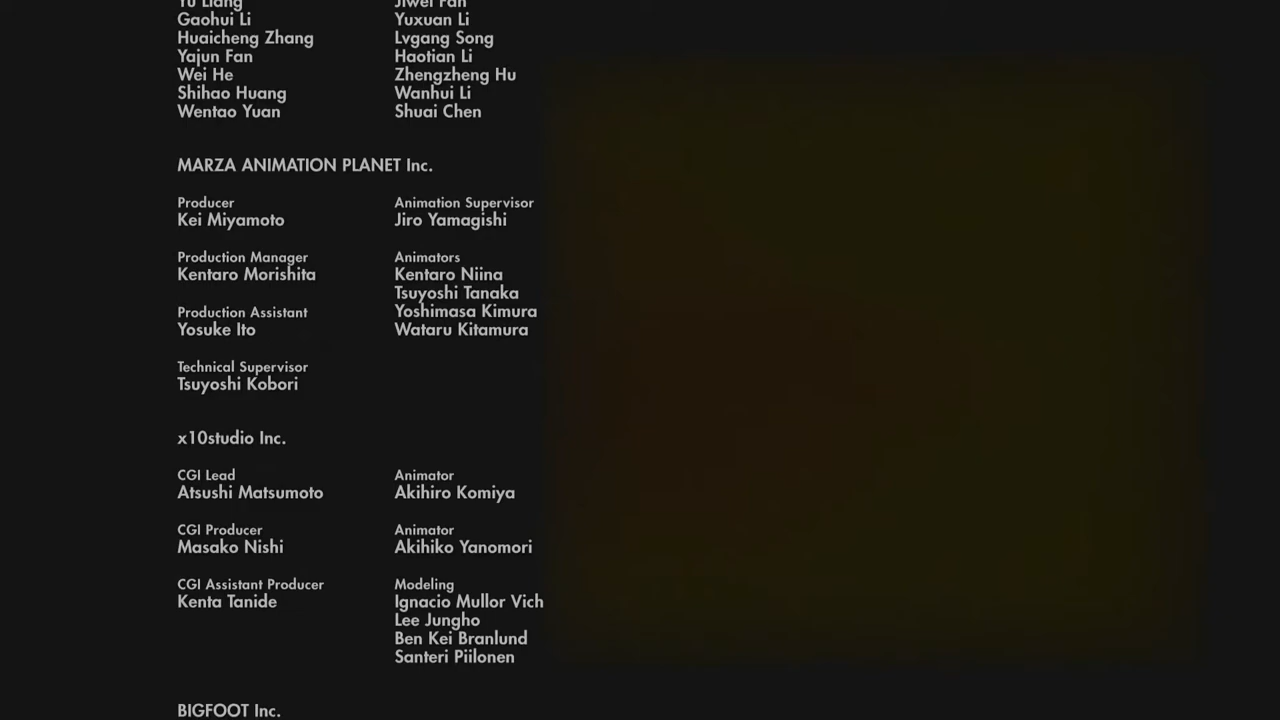 Yu Liang
Gaohui Li
Huaicheng Zhang
Yajun Fan
Wei He
Shihao Huang
Wentao Yuan
Jiwei Fan
Yuxuan Li
Lvgang Song
Haotian Li
Zhengzheng Hu
Wanhui Li
Shuai Chen
MARZA ANIMATION PLANET Inc.
Producer
Kei Miyamoto
Production Manager
Kentaro Morishita
Production Assistant
Yosuke Ito
Technical Supervisor
Tsuyoshi Kobori
Animation Supervisor
Jiro Yamagishi
Animators
Kentaro Niina
Tsuyoshi Tanaka
Yoshimasa Kimura
Wataru Kitamura
x10studio Inc.
CGI Lead
Atsushi Matsumoto
CGI Producer
Masako Nishi
CGI Assistant Producer
Kenta Tanide
Animator
Akihiro Komiya
Animator
Akihiko Yanomori
Modeling
Ignacio Mullor Vich
Lee Jungho
Ben Kei Branlund
Santeri Piilonen
BIGFOOT Inc.